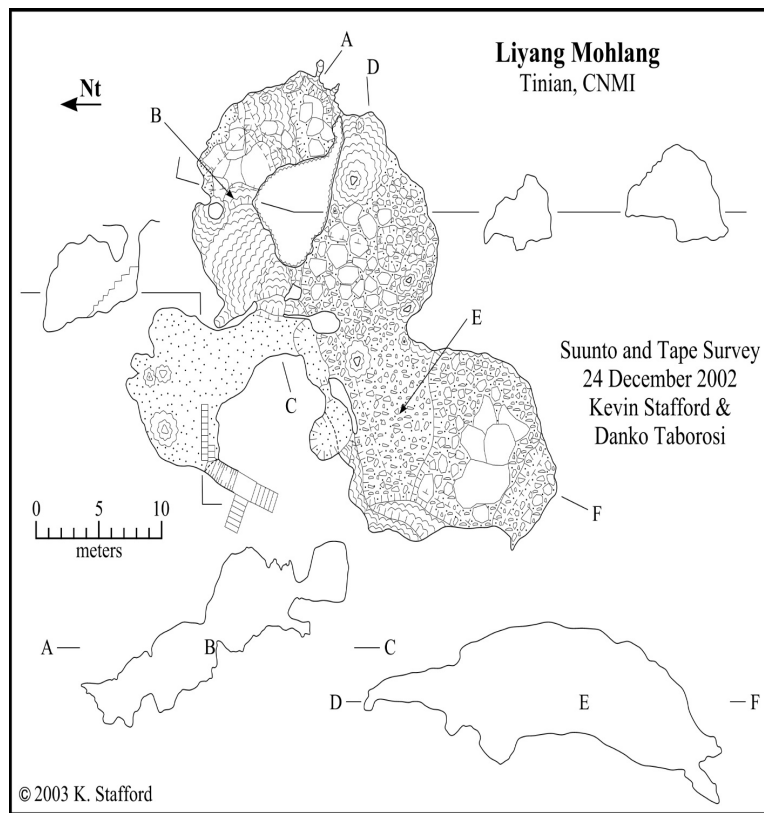 Liyang Mohlang
Tinian, CNMI
Nt
A
D
B
E
C
F
Suunto and Tape Survey
24 December 2002
Kevin Stafford &
Danko Taborosi
0 5 10
meters
A B C
D E F
© 2003 K. Stafford